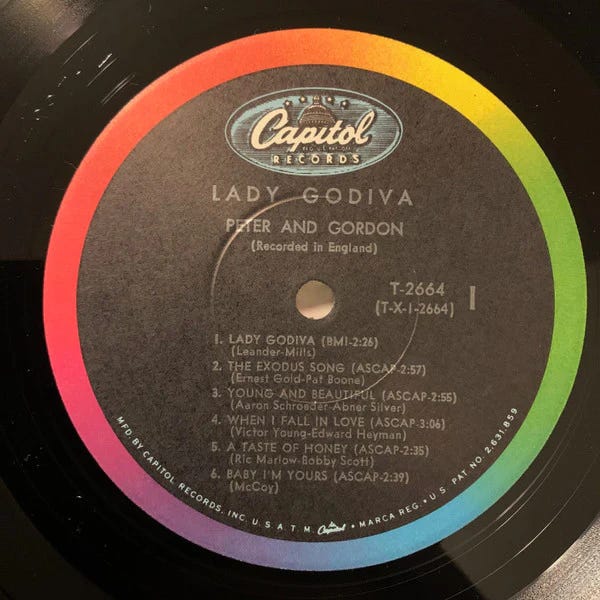 Capitol
RECORDS
LADY GODIVA
PETER AND GORDON
(Recorded in England)
T-2664
(T-X-1-2664)
1
1. LADY GODIVA (BMI-2:26)
(Leander-Mills)
2. THE EXODUS SONG (ASCAP-2:57)
(Ernest Gold-Pat Boone)
3. YOUNG AND BEAUTIFUL (ASCAP-2:55)
(Aaron Schroeder-Abner Silver)
4. WHEN I FALL IN LOVE (ASCAP-3:06)
(Victor Young-Edward Heyman)
5. A TASTE OF HONEY (ASCAP-2:35)
(Ric Marlow-Bobby Scott)
6. BABY I'M YOURS (ASCAP-2:39)
(McCoy)
MFD. BY CAPITOL RECORDS, INC. U.S.A. T.M. Capitol • MARCA REG. • U.S. PAT. NO. 2,631,859